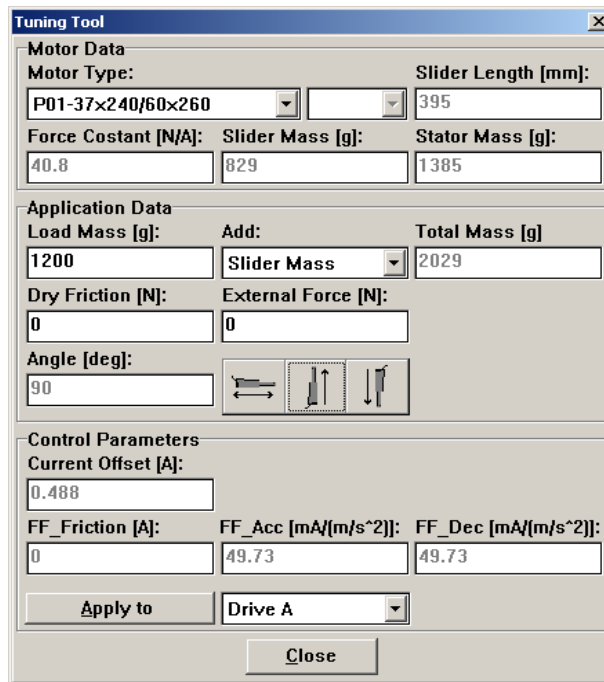 Tuning Tool
Motor Data
Motor Type:
Slider Length [mm]:
P01-37x240/60x260
395
Force Costant [N/A]: Slider Mass [g]: Stator Mass [g]:
40.8 829 1385
Application Data
Load Mass [g]: Add: Total Mass [g]
1200 Slider Mass 2029
Dry Friction [N]: External Force [N]:
0 0
Angle [deg]:
90
Control Parameters
Current Offset [A]:
0.488
FF_Friction [A]: FF_Acc [mA/(m/s^2)]: FF_Dec [mA/(m/s^2)]:
0 49.73 49.73
Apply to Drive A
Close